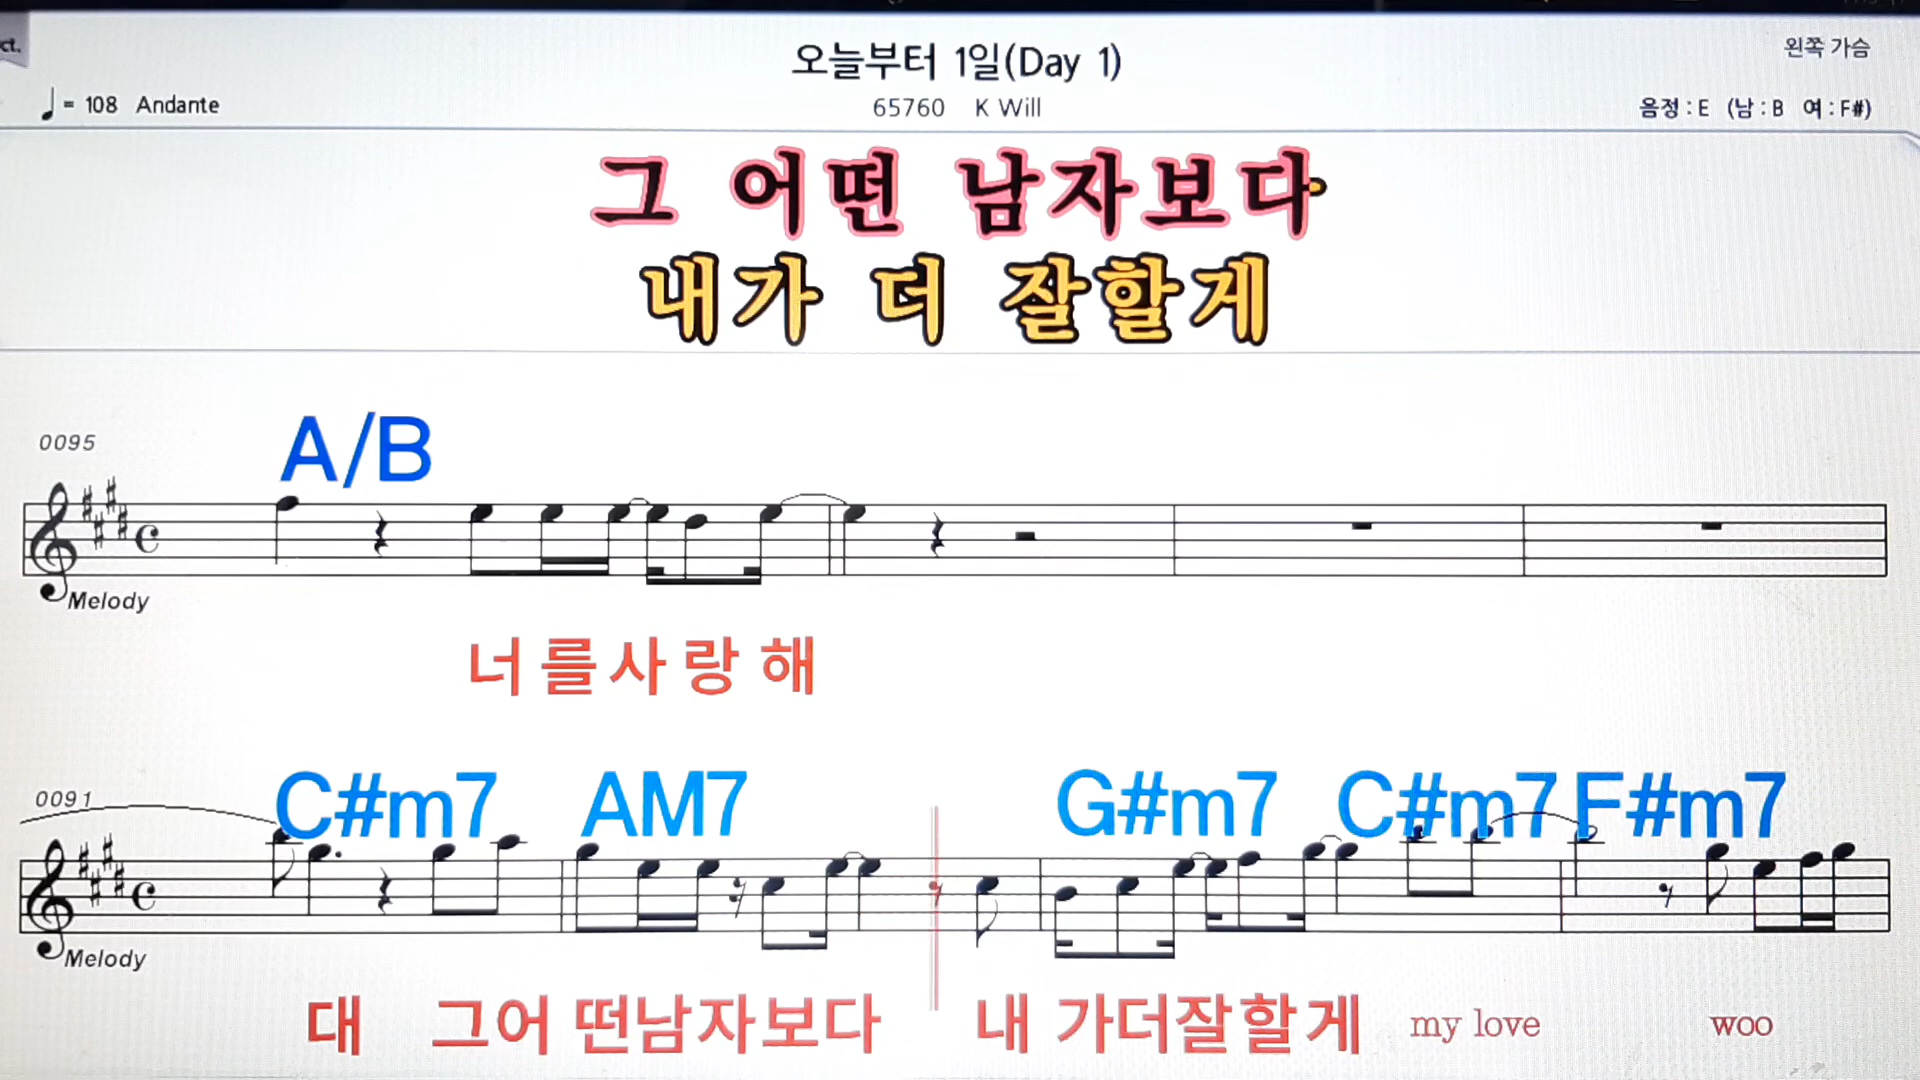 ct.
오늘부터 1일(Day 1)
왼쪽 가슴
♩= 108 Andante
65760 K Will
음정 : E (남 : B 여 : F#)
그 어떤 남자보다
내가 더 잘할게
0095
A/B
Melody
너 를 사 랑 해
0091
C#m7 AM7 G#m7 C#m7 F#m7
Melody
대 그어 떤남자보다 내 가더잘할게 my love woo